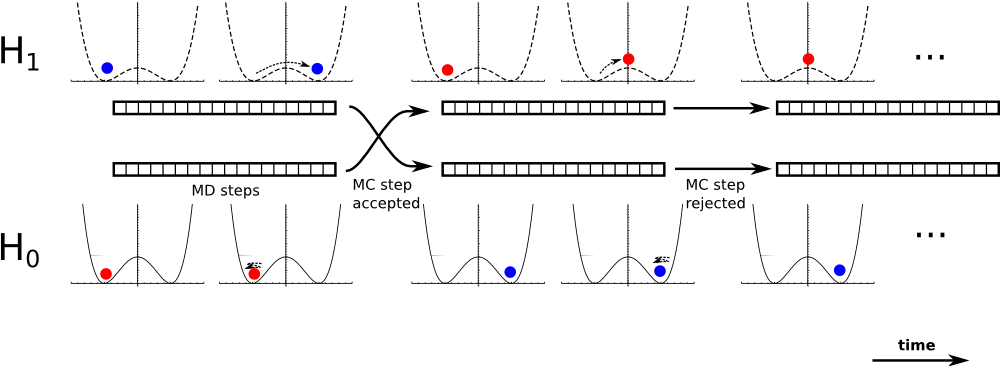 H1
...
MD steps
MC step
accepted
MC step
rejected
H0
...
time